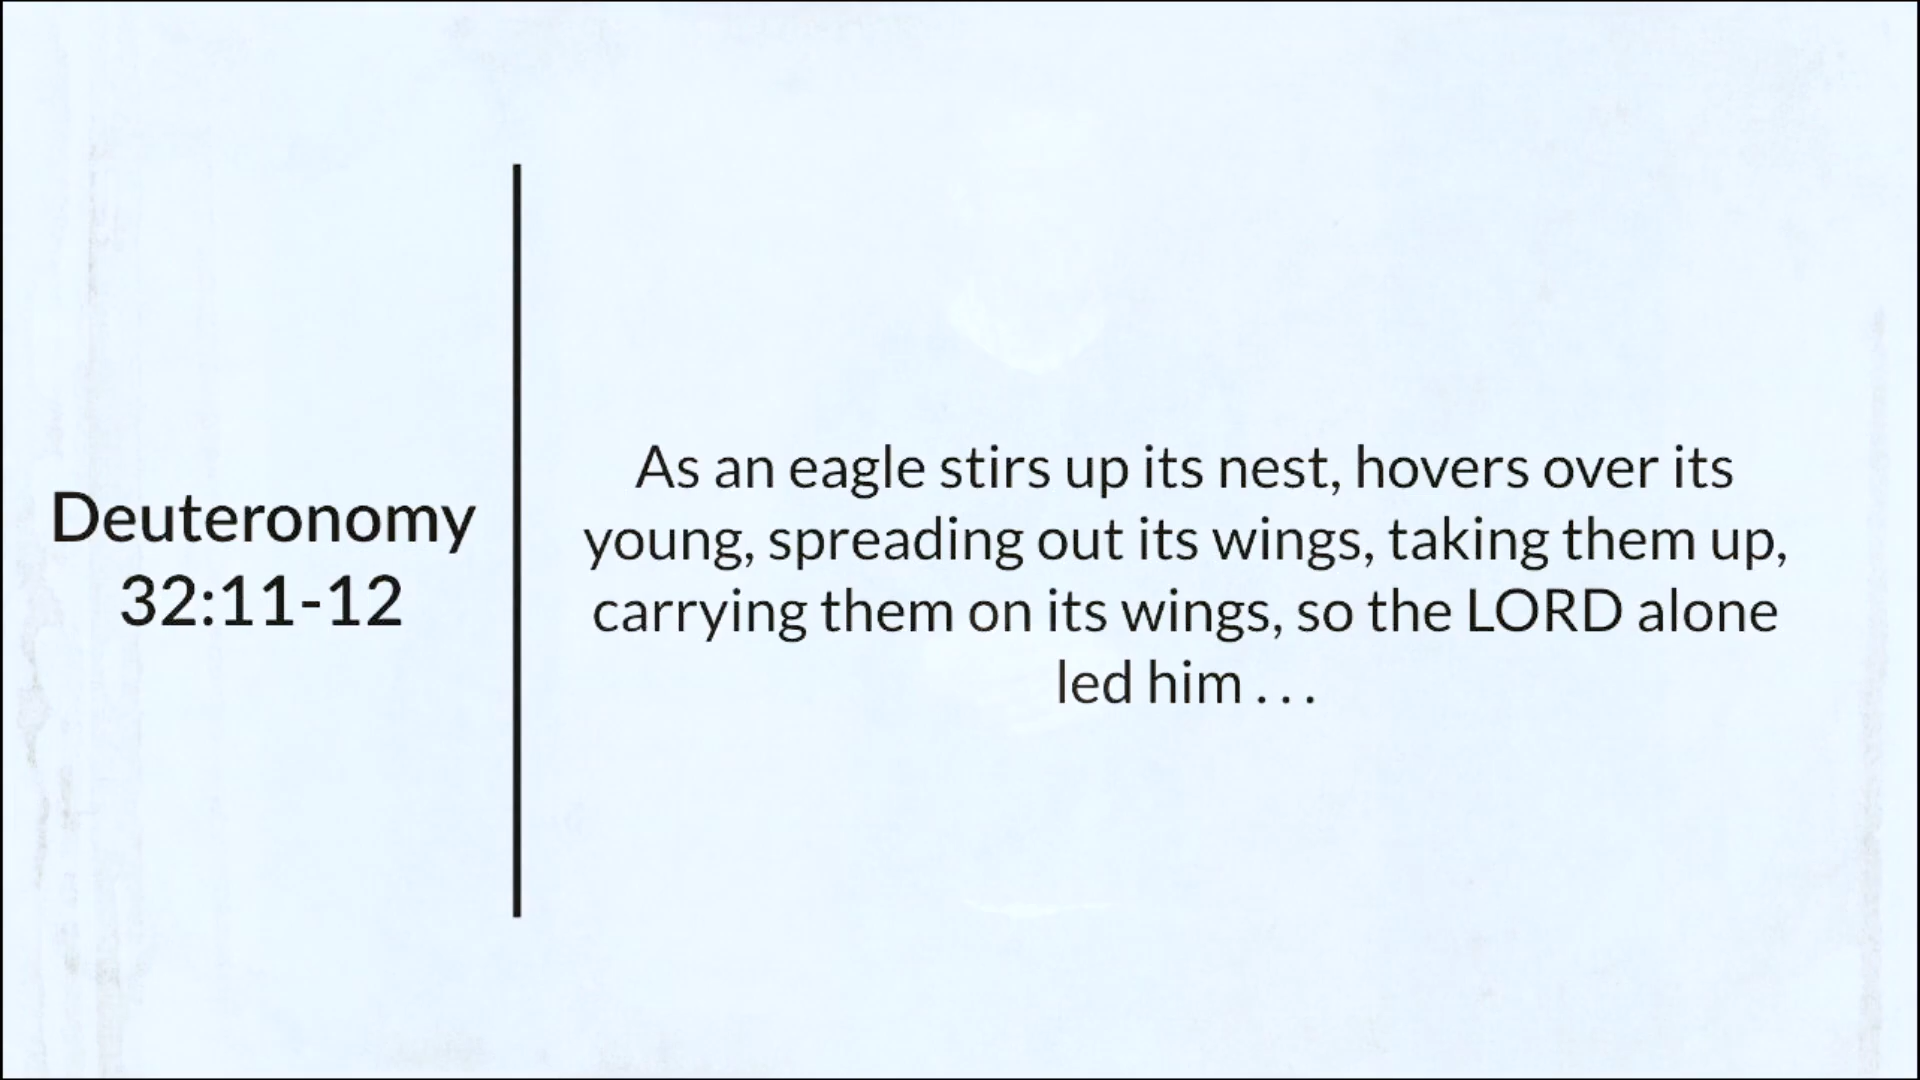 Deuteronomy
32:11-12
As an eagle stirs up its nest, hovers over its
young, spreading out its wings, taking them up,
carrying them on its wings, so the LORD alone
led him . . .